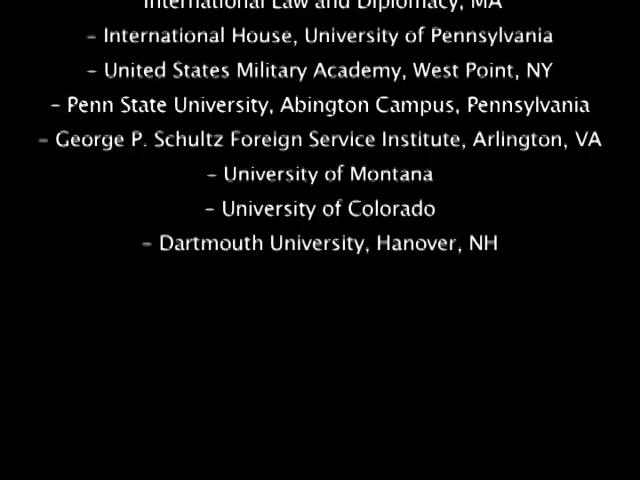 International Law and Diplomacy, MA
– International House, University of Pennsylvania
– United States Military Academy, West Point, NY
– Penn State University, Abington Campus, Pennsylvania
– George P. Schultz Foreign Service Institute, Arlington, VA
– University of Montana
– University of Colorado
– Dartmouth University, Hanover, NH